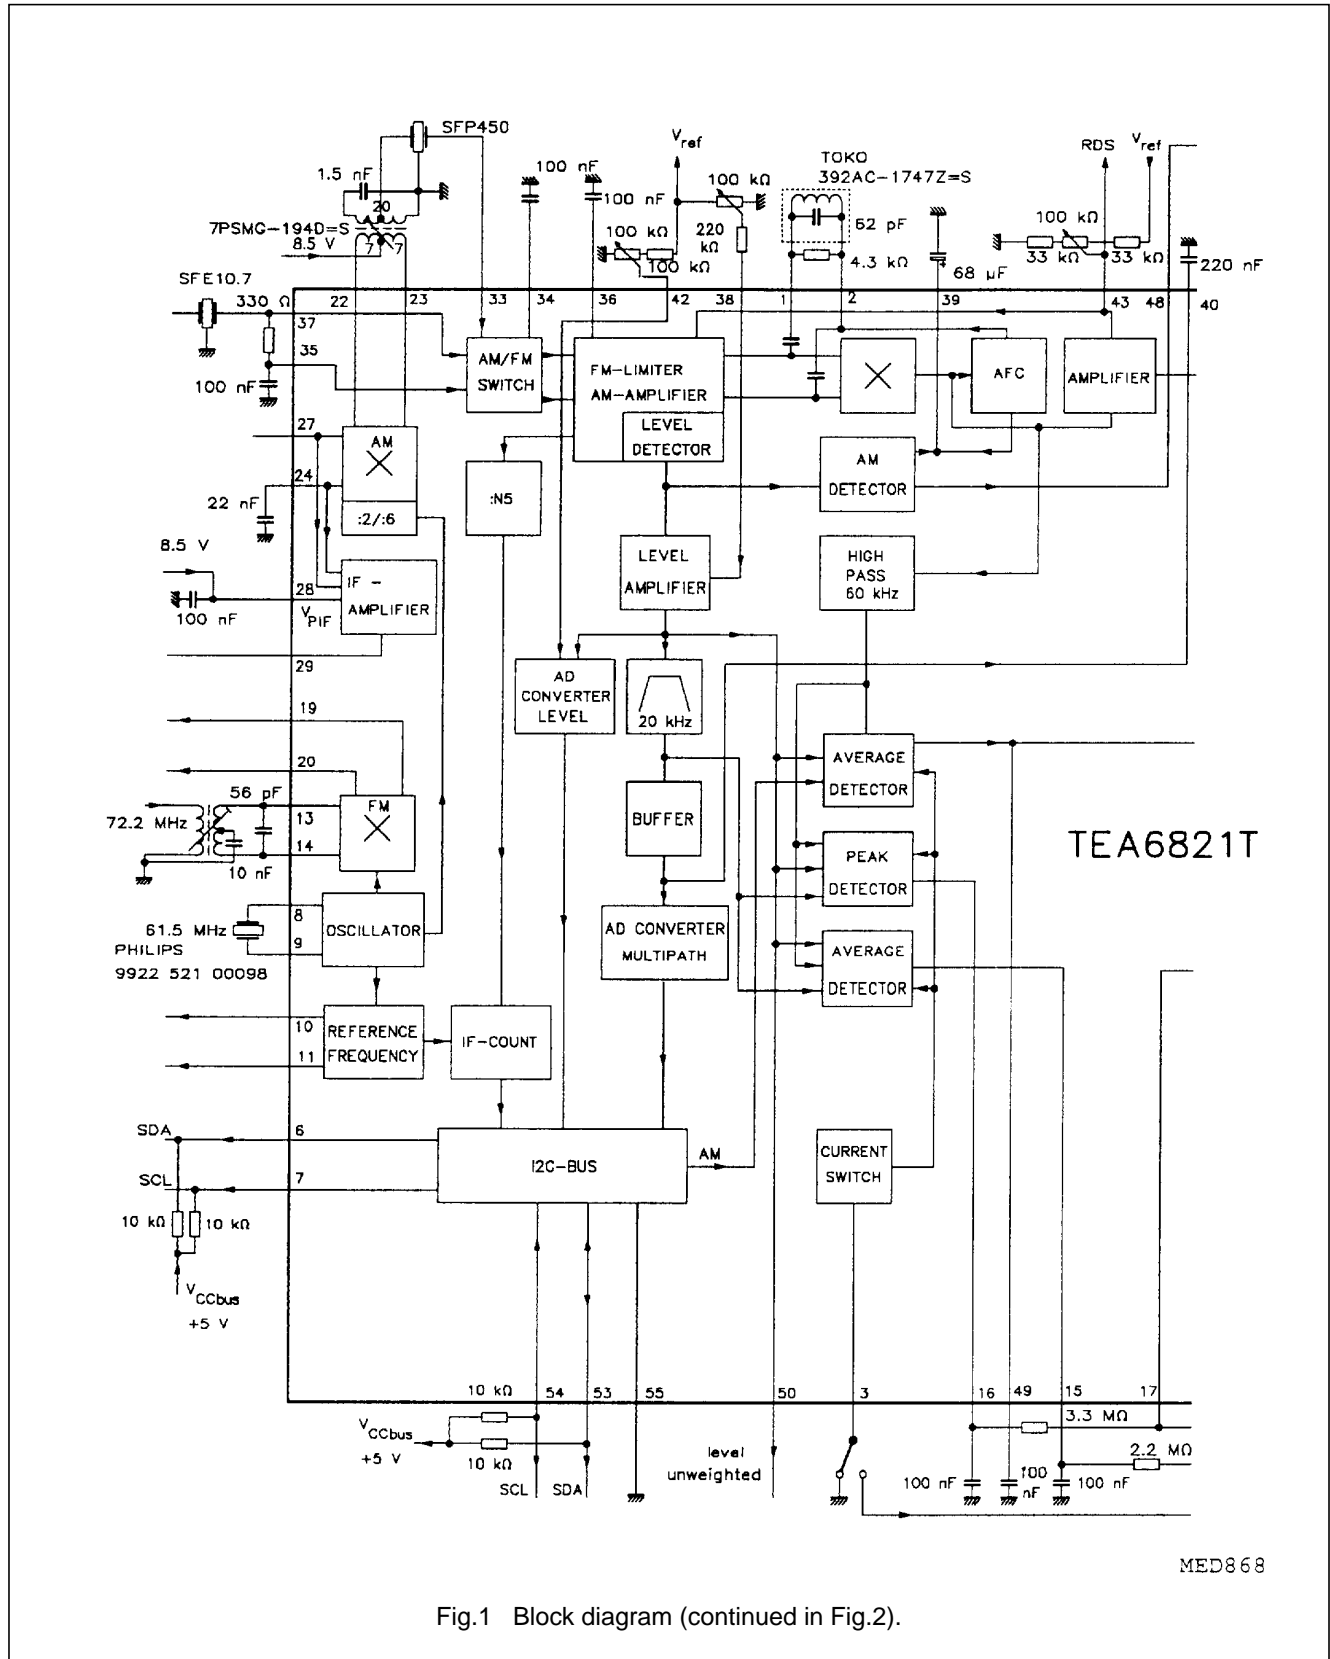 SFP450
1.5 nF
20
7PSMG-194D=S
7 7
8.5 V
100 nF
100 nF
Vref
100 kΩ
220 kΩ
100 kΩ
100 kΩ
TOKO
392AC-1747Z=S
62 pF
4.3 kΩ
68 µF
RDS
Vref
100 kΩ
33 kΩ
33 kΩ
220 nF
SFE10.7
330 Ω
22
23
33
34
36
42
38
1
2
39
43
48
40
37
35
100 nF
AM/FM
SWITCH
FM-LIMITER
AM-AMPLIFIER
LEVEL
DETECTOR
AFC
AMPLIFIER
27
AM
24
22 nF
:2/:6
:N5
AM
DETECTOR
8.5 V
28
VPIF
100 nF
IF -
AMPLIFIER
29
LEVEL
AMPLIFIER
HIGH
PASS
60 kHz
AD
CONVERTER
LEVEL
20 kHz
19
20
56 pF
72.2 MHz
13
14
10 nF
FM
BUFFER
AVERAGE
DETECTOR
TEA6821T
PEAK
DETECTOR
61.5 MHz
PHILIPS
9922 521 00098
8
9
OSCILLATOR
AD CONVERTER
MULTIPATH
AVERAGE
DETECTOR
10
11
REFERENCE
FREQUENCY
IF-COUNT
SDA
6
SCL
7
I2C-BUS
AM
CURRENT
SWITCH
10 kΩ
10 kΩ
VCCbus
+5 V
10 kΩ
54
53
55
50
3
16
49
15
17
VCCbus
+5 V
10 kΩ
SCL
SDA
level
unweighted
3.3 MΩ
2.2 MΩ
100 nF
100 nF
100 nF
MED868
Fig.1 Block diagram (continued in Fig.2).